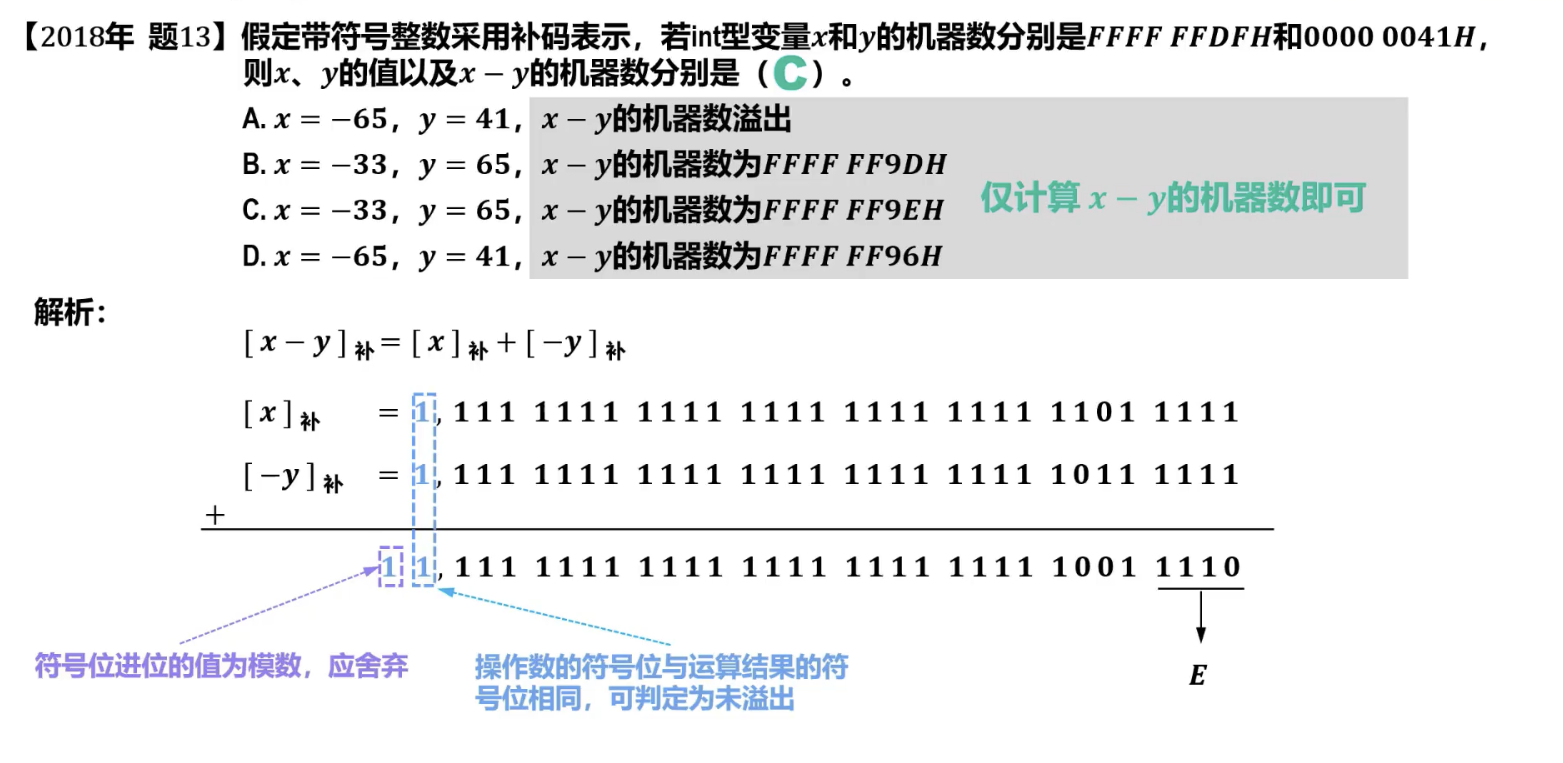 【2018年 题13】假定带符号整数采用补码表示，若int型变量x和y的机器数分别是FFFF FFDFH和0000 0041H，
则x、y的值以及x − y的机器数分别是（C）。
A. x = −65，y = 41，x − y的机器数溢出
B. x = −33，y = 65，x − y的机器数为FFFF FF9DH
C. x = −33，y = 65，x − y的机器数为FFFF FF9EH
仅计算 x − y的机器数即可
D. x = −65，y = 41，x − y的机器数为FFFF FF96H
解析：
[ x − y ]补 = [ x ]补 + [ −y ]补
[ x ]补 = 1, 111 1111 1111 1111 1111 1111 1101 1111
[ −y ]补 = 1, 111 1111 1111 1111 1111 1111 1011 1111
+
1 1, 111 1111 1111 1111 1111 1111 1001 1110
符号位进位的值为模数，应舍弃
操作数的符号位与运算结果的符
号位相同，可判定为未溢出
E